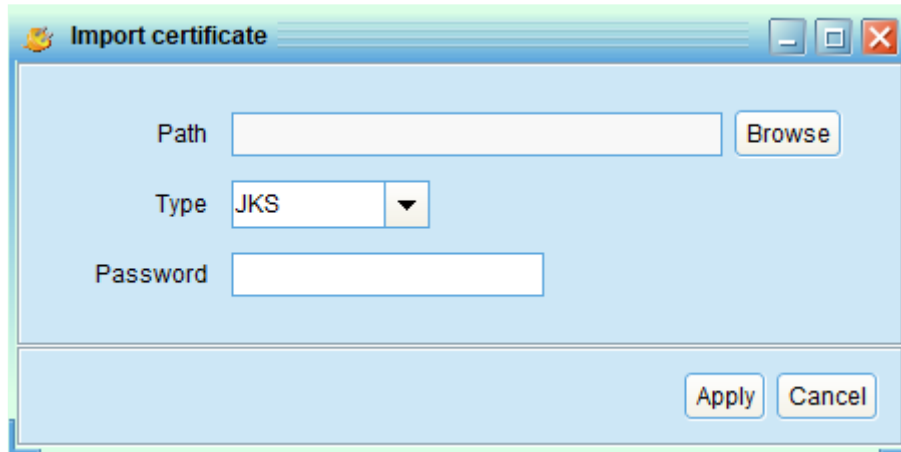 Import certificate
Path Browse
Type JKS
Password
Apply Cancel